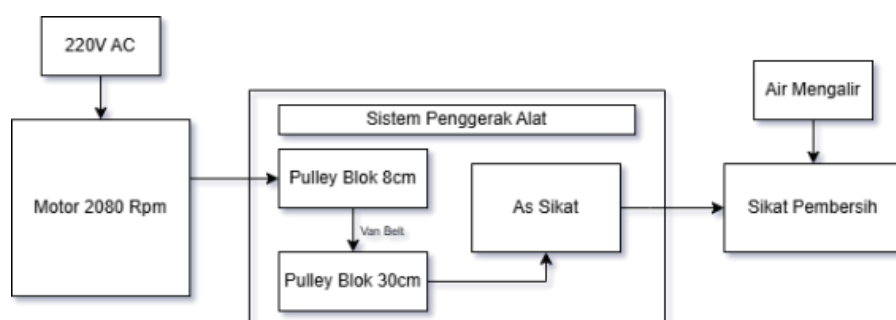 220V AC
Motor 2080 Rpm
Sistem Penggerak Alat
Pulley Blok 8cm
Van Belt
Pulley Blok 30cm
As Sikat
Air Mengalir
Sikat Pembersih